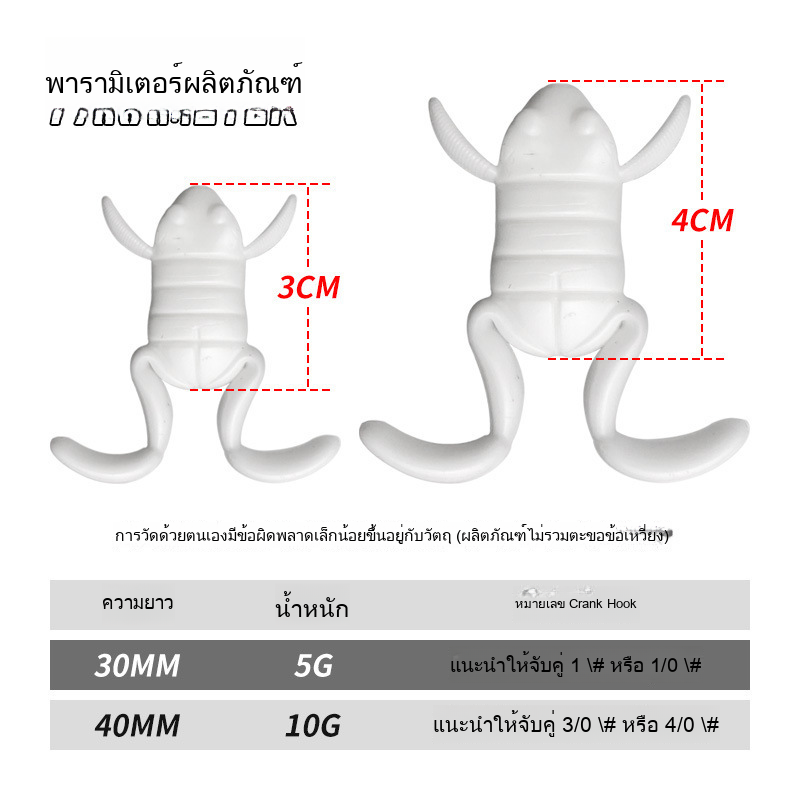 พารามิเตอร์ผลิตภัณฑ์
3CM
4CM
การวัดด้วยตนเองมีข้อผิดพลาดเล็กน้อยขึ้นอยู่กับวัตถุ (ผลิตภัณฑ์ไม่รวมตะขอข้อเหวี่ยง)
ความยาว น้ำหนัก หมายเลข Crank Hook
30MM 5G แนะนำให้จับคู่ 1 \# หรือ 1/0 \#
40MM 10G แนะนำให้จับคู่ 3/0 \# หรือ 4/0 \#